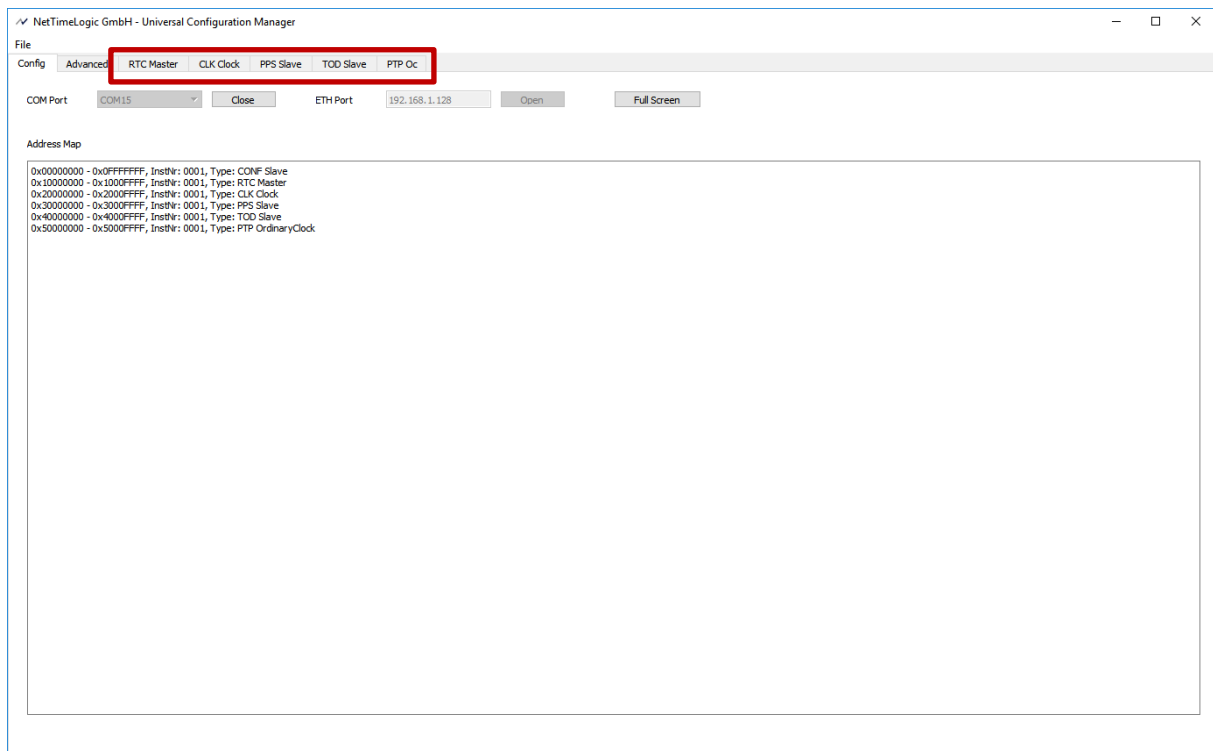 NetTimeLogic GmbH - Universal Configuration Manager
File
Config Advanced RTC Master CLK Clock PPS Slave TOD Slave PTP Oc
COM Port COM15 Close ETH Port 192.168.1.128 Open Full Screen
Address Map
0x00000000 - 0x0FFFFFFF, InstNr: 0001, Type: CONF Slave
0x10000000 - 0x1000FFFF, InstNr: 0001, Type: RTC Master
0x20000000 - 0x2000FFFF, InstNr: 0001, Type: CLK Clock
0x30000000 - 0x3000FFFF, InstNr: 0001, Type: PPS Slave
0x40000000 - 0x4000FFFF, InstNr: 0001, Type: TOD Slave
0x50000000 - 0x5000FFFF, InstNr: 0001, Type: PTP OrdinaryClock